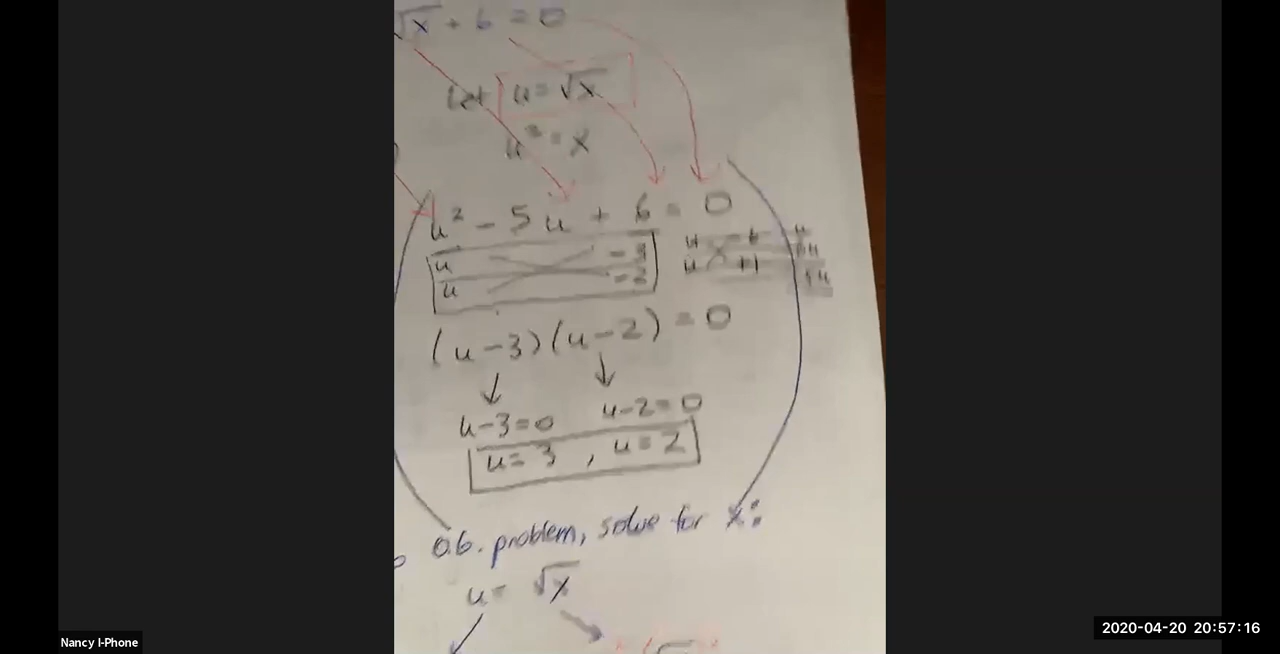 √x + 6 = 0
Let u = √x
u² = x
u² - 5u + 6 = 0
u - 3
u - 2
u - 6
u +1
(u - 3)(u - 2) = 0
u - 3 = 0 u - 2 = 0
u = 3 , u = 2
problem, solve for x:
u = √x
Nancy I-Phone
2020-04-20 20:57:16